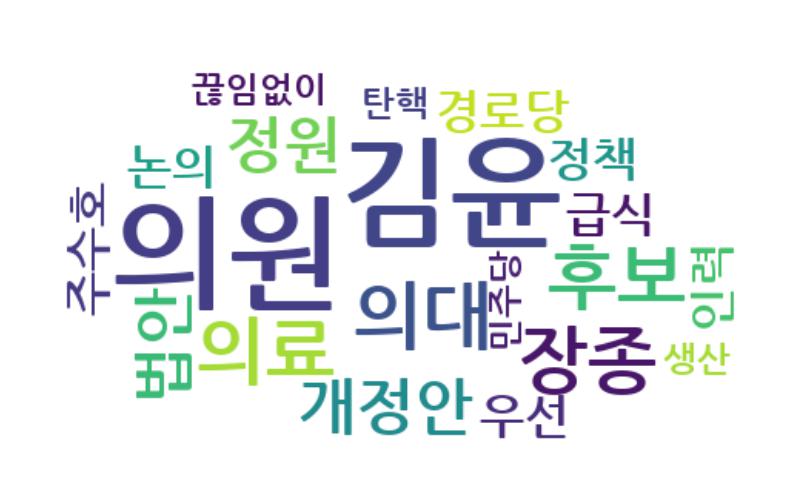 끊임없이
탄핵
경로당
정원
논의
김윤
정책
주수호
의원
급식
후보
인력
민주당
의대
법안
의료
장종
생산
개정안
우선